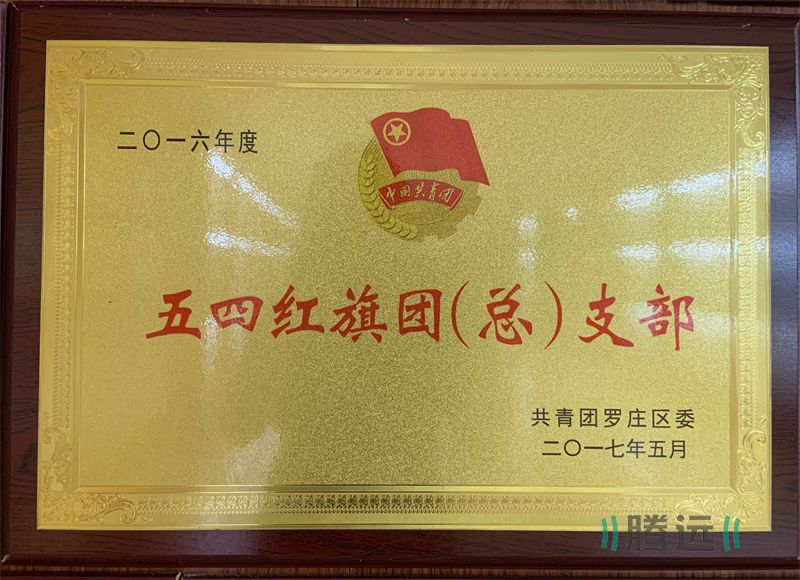 二〇一六年度
中国共青团
五四红旗团(总)支部
共青团罗庄区委
二〇一七年五月
腾远